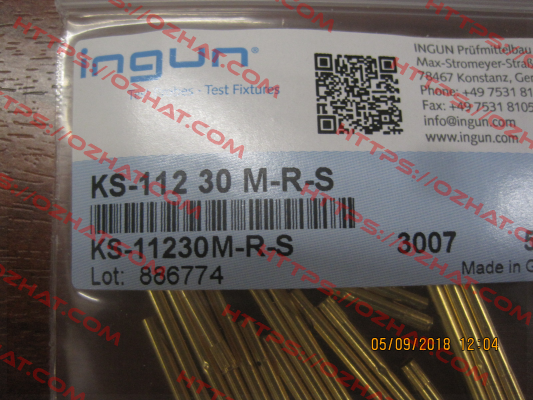 ingun®
es - Test Fixtures
INGUN Prüfmittelbau
Max-Stromeyer-Straß
78467 Konstanz, Ger
Phone: +49 7531 81
Fax: +49 7531 8105
info@ingun.com
www.ingun.com
KS-112 30 M-R-S
KS-11230M-R-S
3007
5
Lot: 886774
Made in G
05/09/2018 12:04
HTTPS://OZHAT.COM